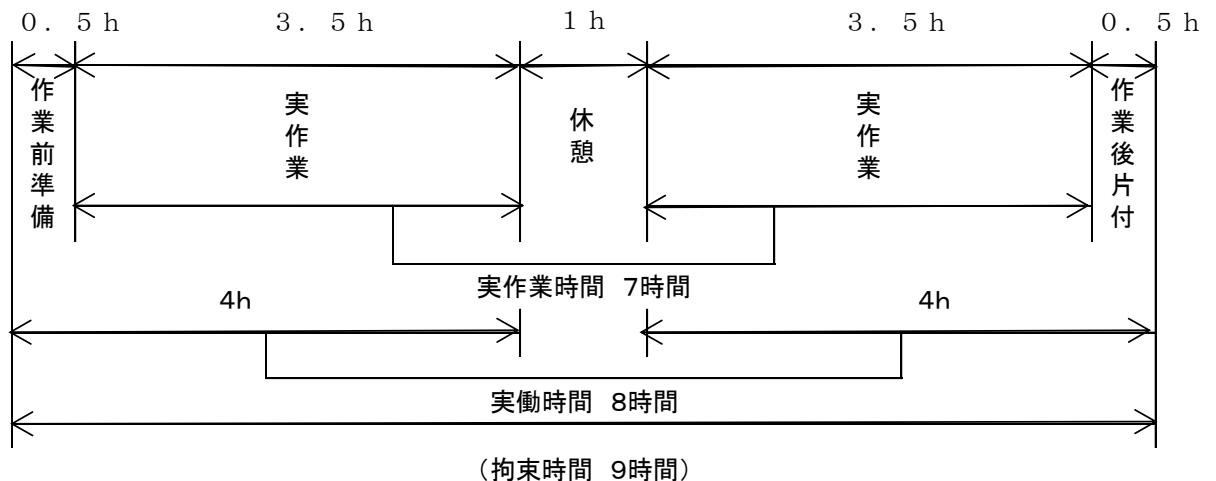 ０．５ｈ　３．５ｈ　１ｈ　３．５ｈ　０．５ｈ
作業前準備
実作業
休憩
実作業
作業後片付
実作業時間　7時間
4h　4h
実働時間　8時間
（拘束時間　9時間）